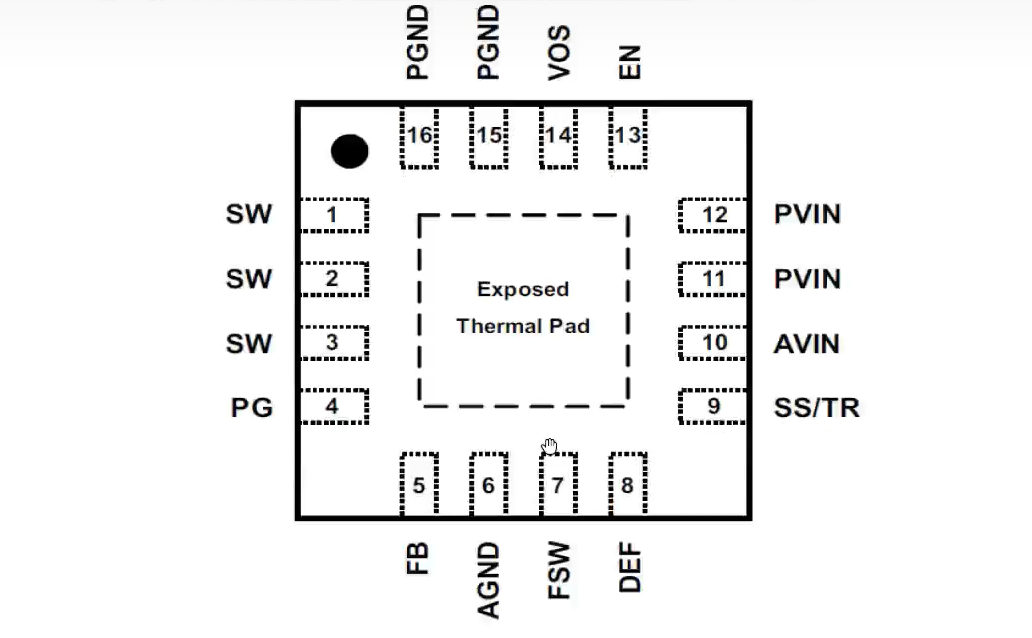 PGND PGND VOS EN
16 15 14 13
SW 1 12 PVIN
SW 2 11 PVIN
Exposed
Thermal Pad
SW 3 10 AVIN
PG 4 9 SS/TR
5 6 7 8
FB AGND FSW DEF